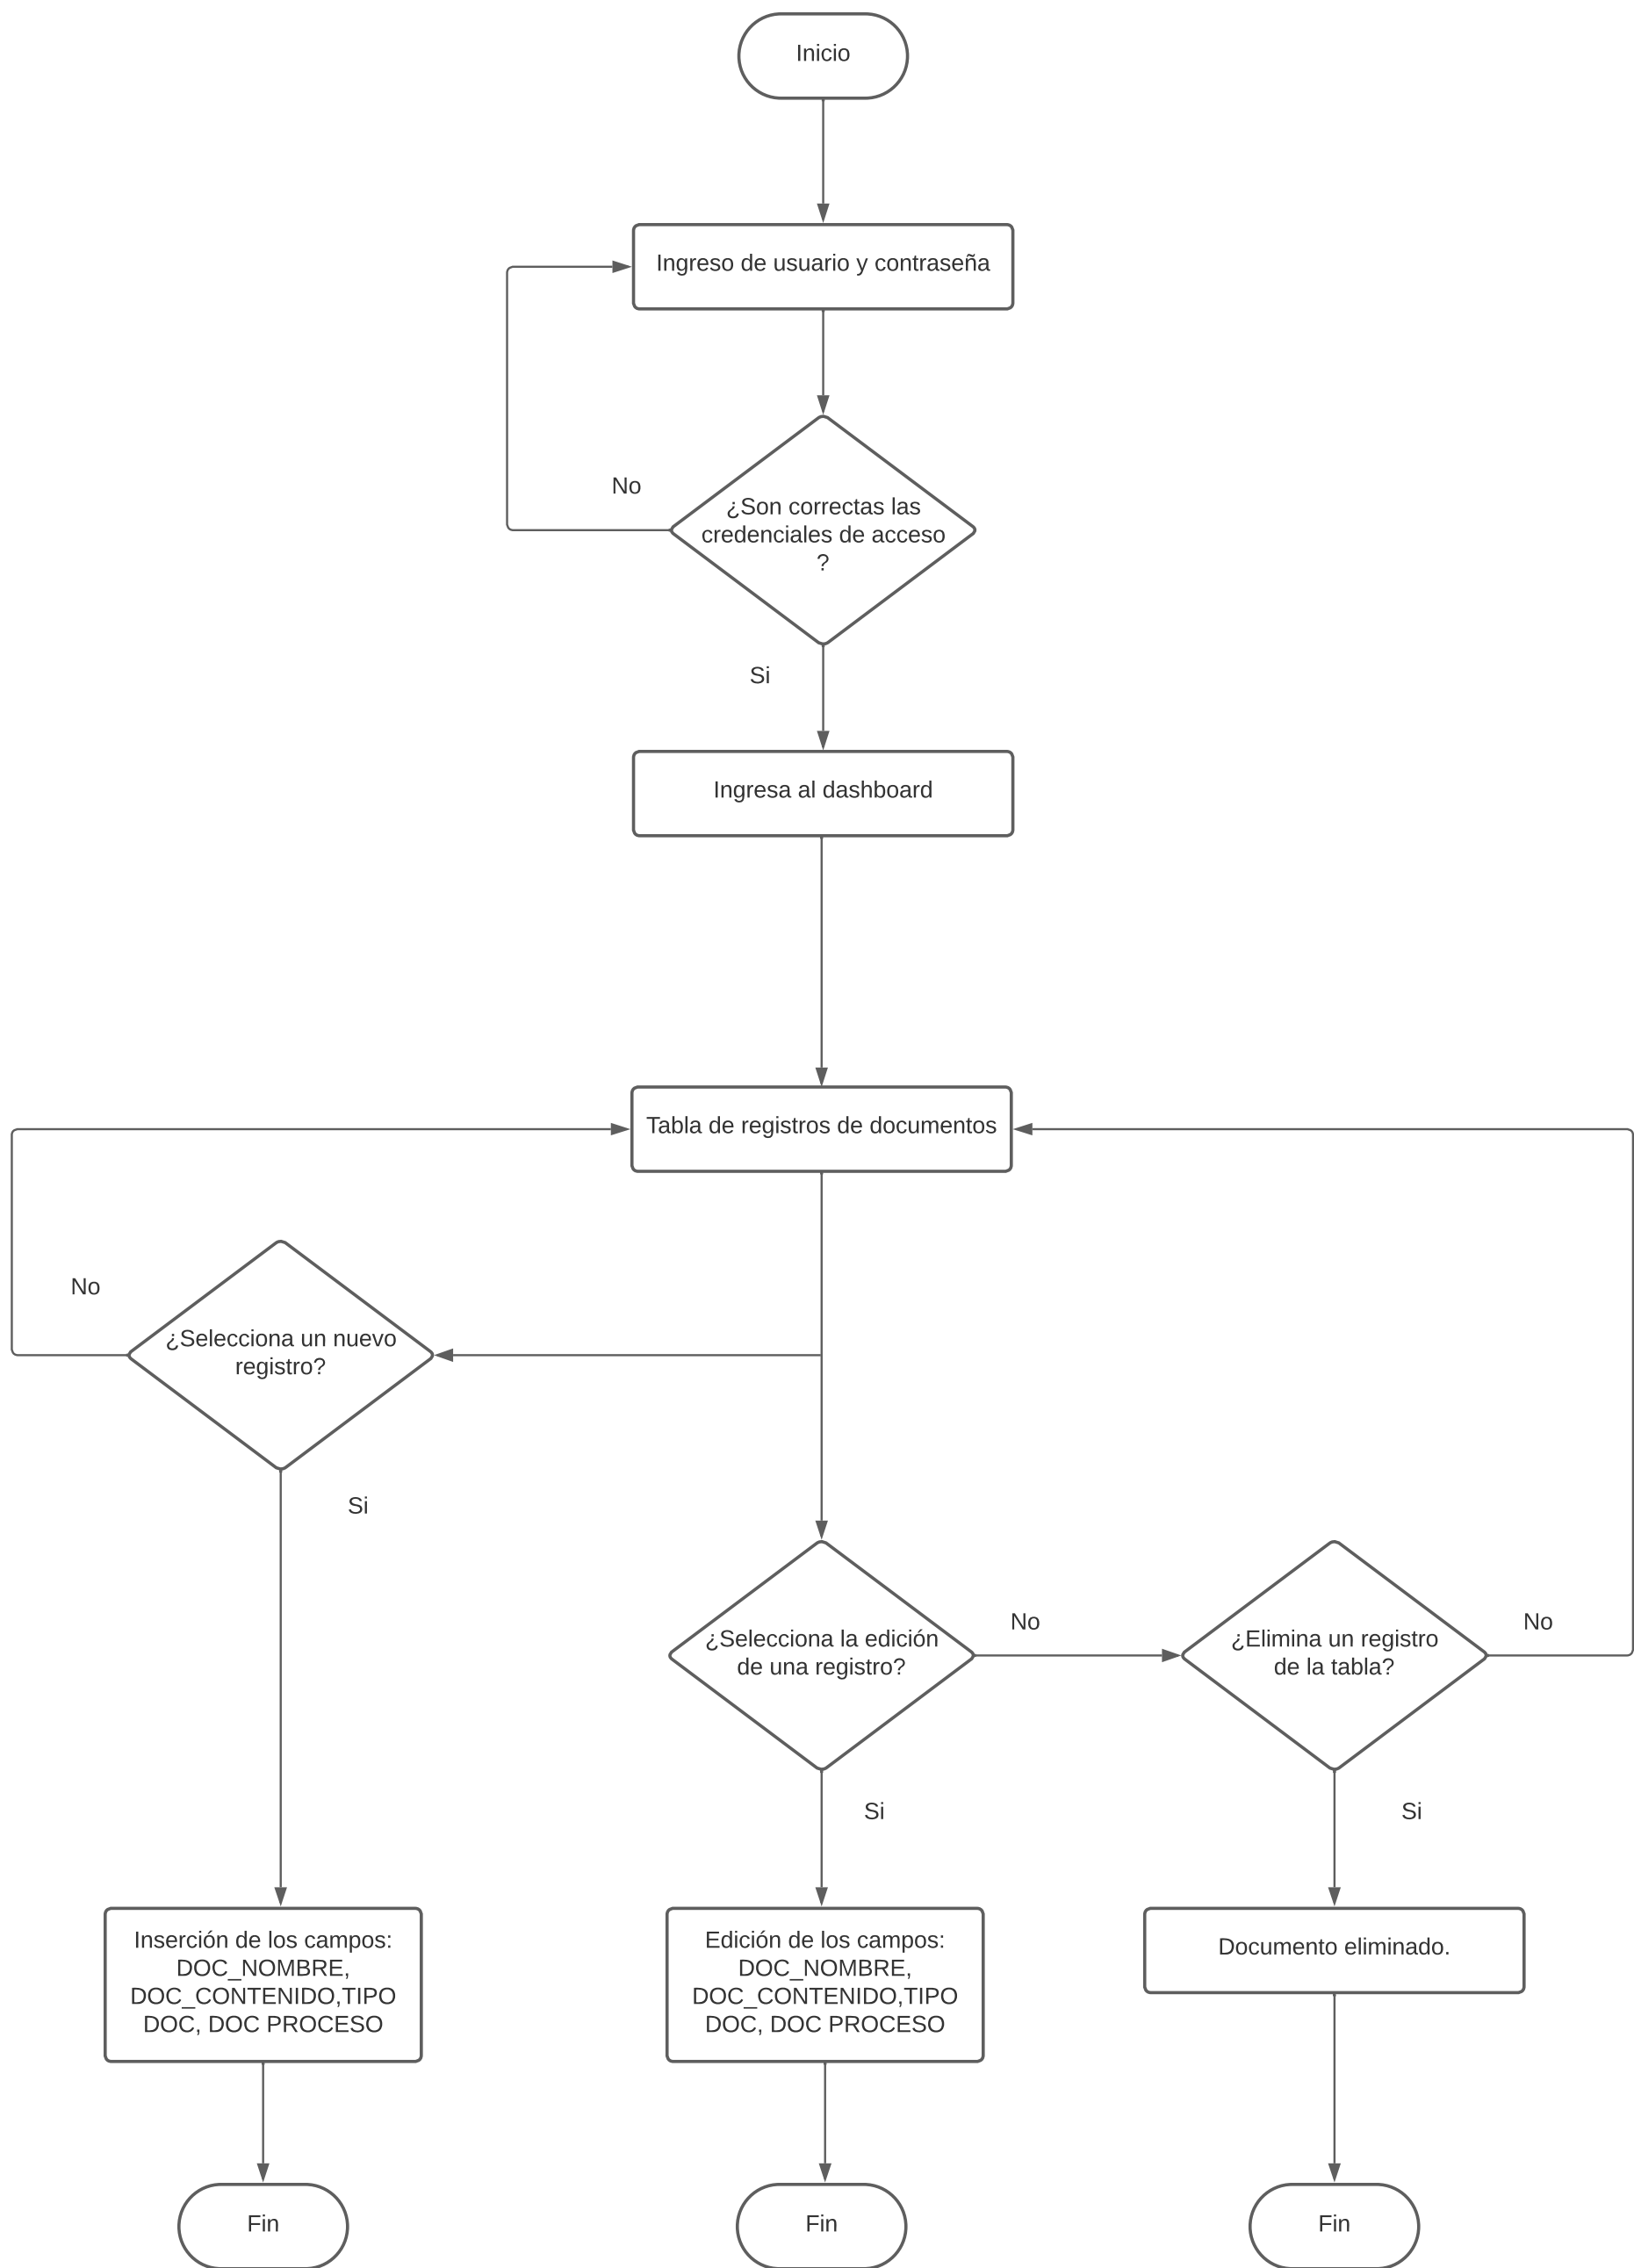 Inicio
Ingreso de usuario y contraseña
No
¿Son correctas las
credenciales de acceso
?
Si
Ingresa al dashboard
Tabla de registros de documentos
No
¿Selecciona un nuevo
registro?
Si
¿Selecciona la edición
de una registro?
No
¿Elimina un registro
de la tabla?
No
Si
Si
Inserción de los campos:
DOC_NOMBRE,
DOC_CONTENIDO,TIPO
DOC, DOC PROCESO
Edición de los campos:
DOC_NOMBRE,
DOC_CONTENIDO,TIPO
DOC, DOC PROCESO
Documento eliminado.
Fin
Fin
Fin